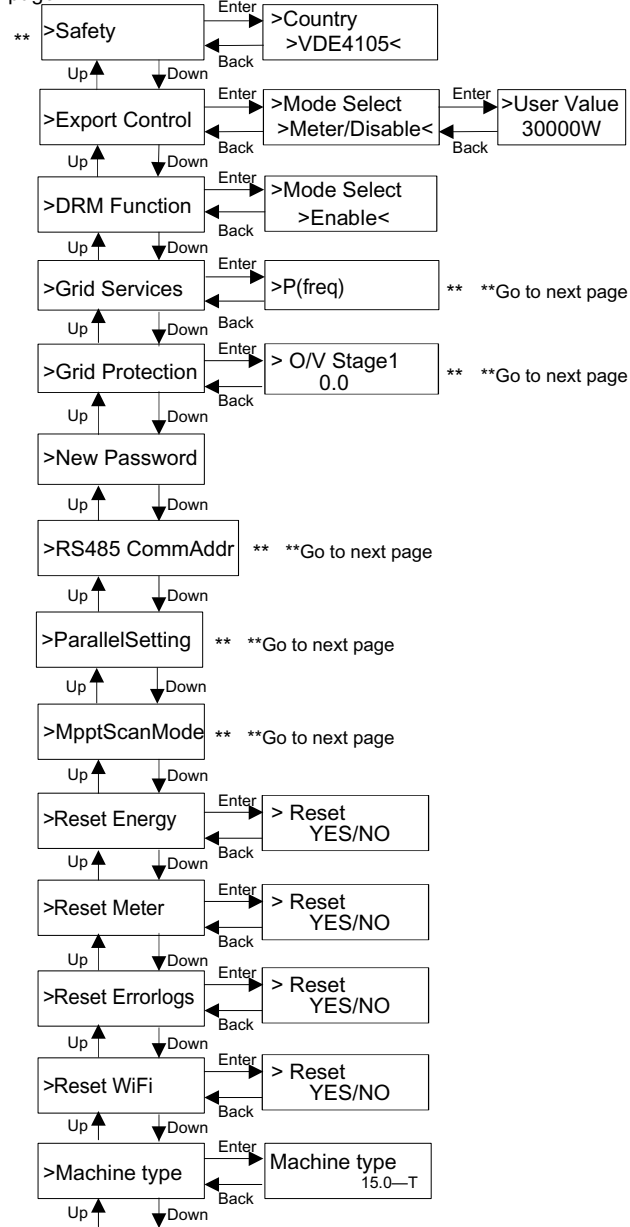 page
Enter
**
>Safety
>Country
>VDE4105<
Back
Up
Down
Enter
Enter
>Export Control
>Mode Select
>Meter/Disable<
>User Value
30000W
Back
Back
Up
Down
Enter
>DRM Function
>Mode Select
>Enable<
Back
Up
Down
Enter
>Grid Services
>P(freq)
** **Go to next page
Back
Up
Down
Enter
>Grid Protection
> O/V Stage1
0.0
** **Go to next page
Back
Up
Down
>New Password
Up
Down
>RS485 CommAddr
** **Go to next page
Up
Down
>ParallelSetting
** **Go to next page
Up
Down
>MpptScanMode
** **Go to next page
Up
Down
Enter
>Reset Energy
> Reset
YES/NO
Back
Up
Down
Enter
>Reset Meter
> Reset
YES/NO
Back
Up
Down
Enter
>Reset Errorlogs
> Reset
YES/NO
Back
Up
Down
Enter
>Reset WiFi
> Reset
YES/NO
Back
Up
Down
Enter
>Machine type
Machine type
15.0—T
Back
Up
Down